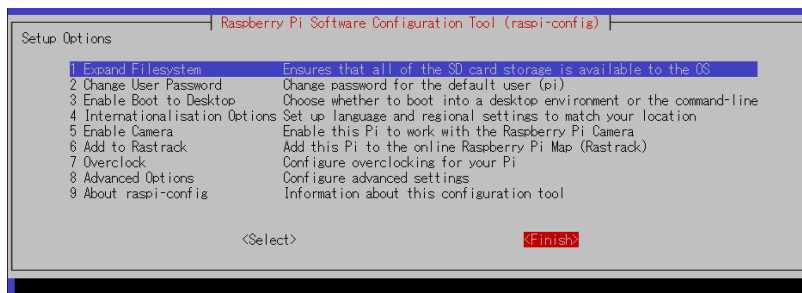 Raspberry Pi Software Configuration Tool (raspi-config)
Setup Options
1 Expand Filesystem Ensures that all of the SD card storage is available to the OS
2 Change User Password Change password for the default user (pi)
3 Enable Boot to Desktop Choose whether to boot into a desktop environment or the command-line
4 Internationalisation Options Set up language and regional settings to match your location
5 Enable Camera Enable this Pi to work with the Raspberry Pi Camera
6 Add to Rastrack Add this Pi to the online Raspberry Pi Map (Rastrack)
7 Overclock Configure overclocking for your Pi
8 Advanced Options Configure advanced settings
9 About raspi-config Information about this configuration tool
<Select> <Finish>